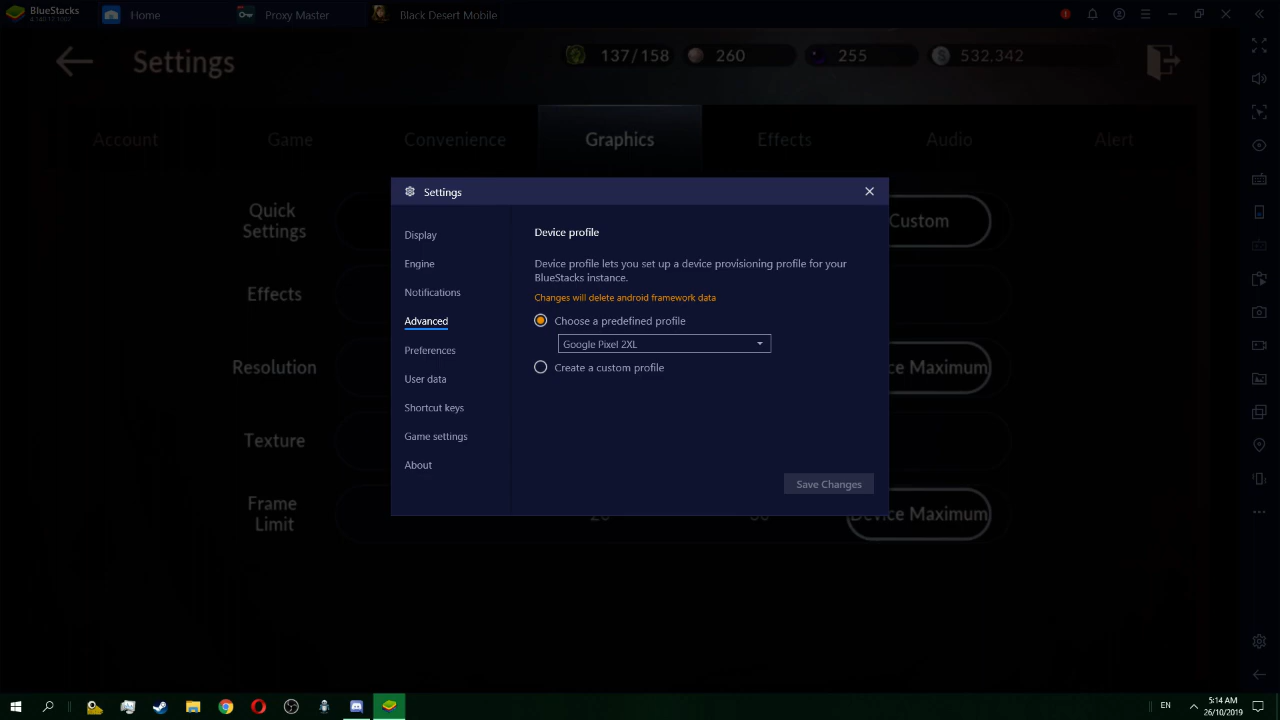 BlueStacks
Home
Proxy Master
Black Desert Mobile
Settings
137/158
260
255
532,342
Account
Game
Convenience
Graphics
Effects
Audio
Alert
Quick
Settings
Custom
Effects
Resolution
Maximum
Texture
Frame
Limit
Device Maximum
Settings
Display
Engine
Notifications
Advanced
Preferences
User data
Shortcut keys
Game settings
About
Device profile
Device profile lets you set up a device provisioning profile for your
BlueStacks instance.
Changes will delete android framework data
Choose a predefined profile
Google Pixel 2XL
Create a custom profile
Save Changes
EN
5:14 AM
26/10/2019